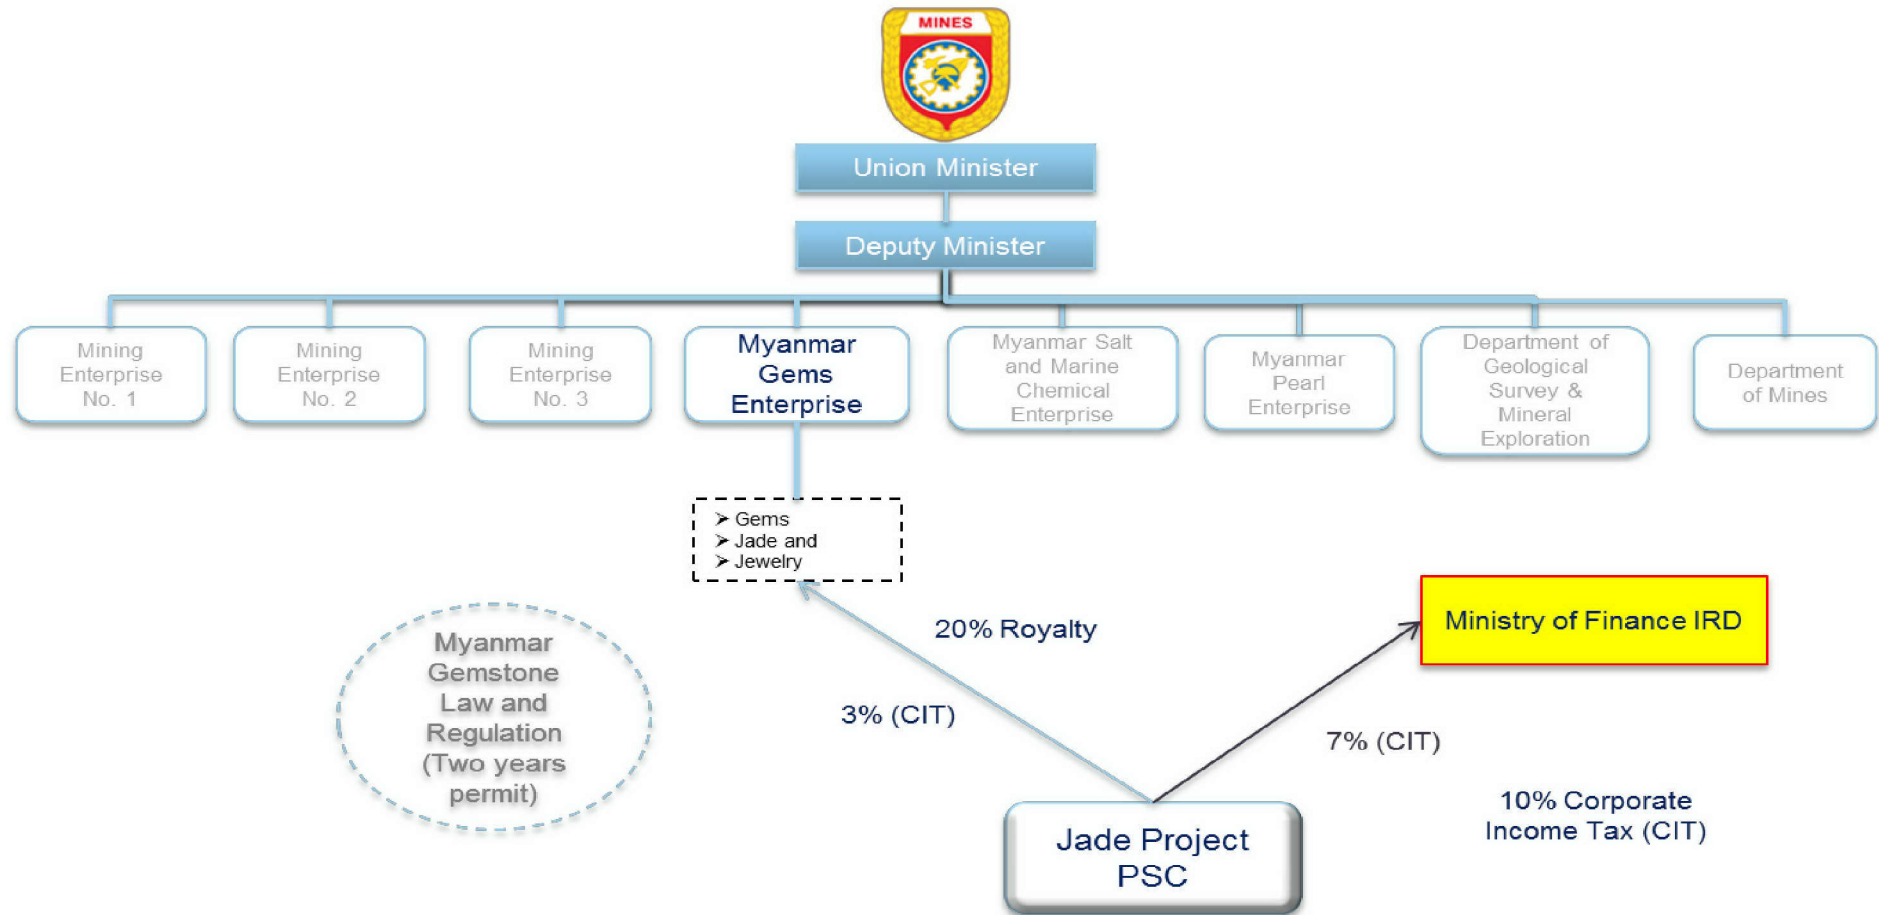 MINES
Union Minister
Deputy Minister
Mining
Enterprise
No. 1
Mining
Enterprise
No. 2
Mining
Enterprise
No. 3
Myanmar
Gems
Enterprise
Myanmar Salt
and Marine
Chemical
Enterprise
Myanmar
Pearl
Enterprise
Department of
Geological
Survey &
Mineral
Exploration
Department
of Mines
➢ Gems
➢ Jade and
➢ Jewelry
Myanmar
Gemstone
Law and
Regulation
(Two years
permit)
20% Royalty
3% (CIT)
Ministry of Finance IRD
7% (CIT)
10% Corporate
Income Tax (CIT)
Jade Project
PSC